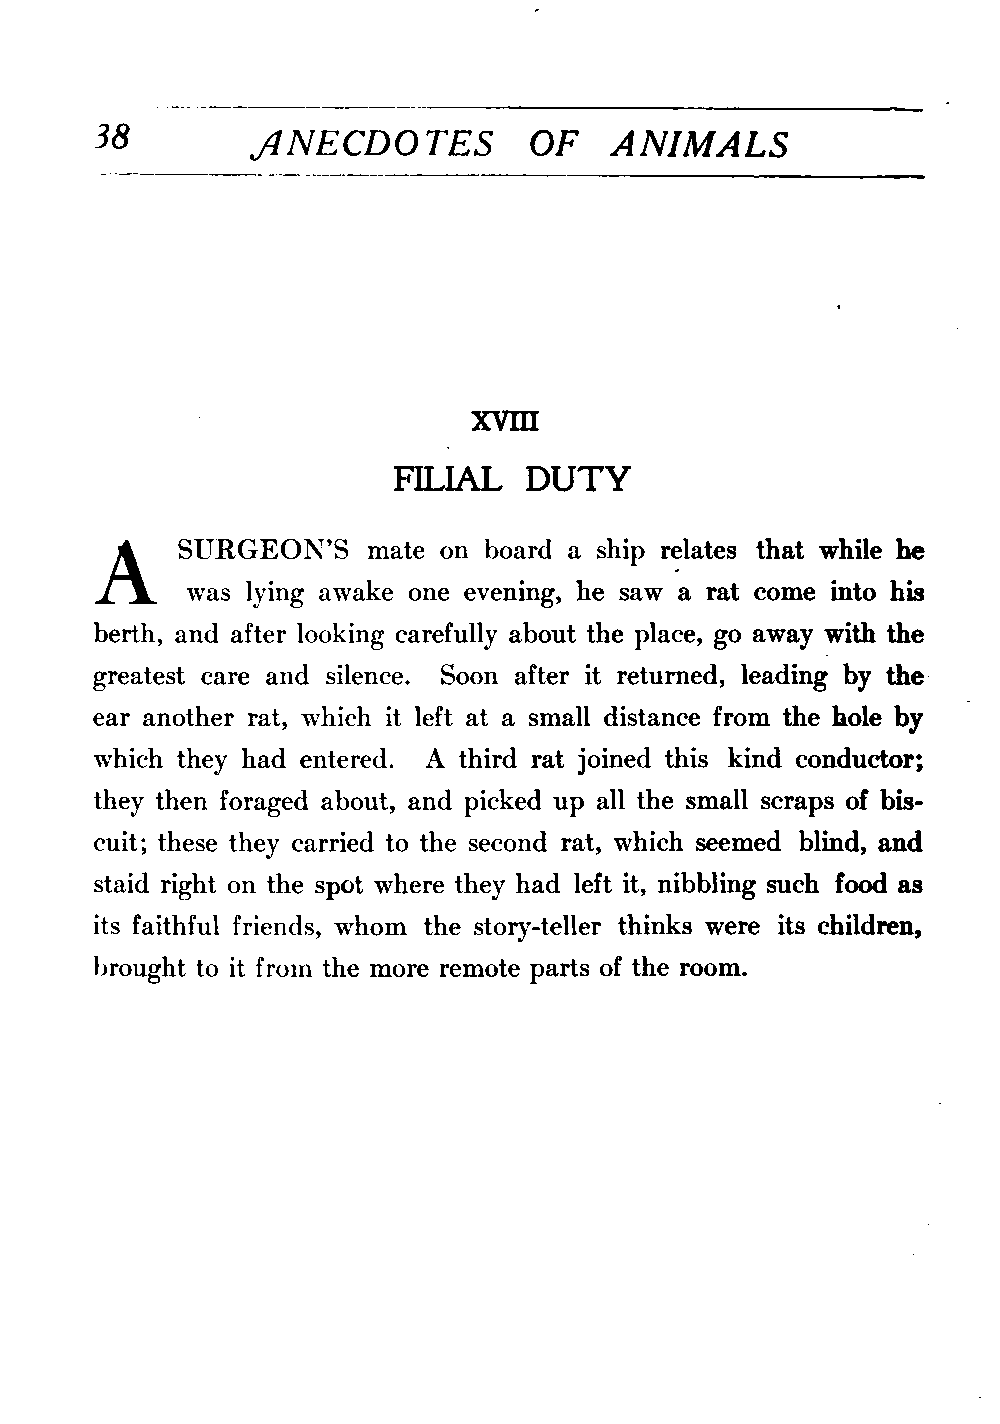 38 ANECDOTES OF ANIMALS
XVIII
FILIAL DUTY
A SURGEON'S mate on board a ship relates that while he
was lying awake one evening, he saw a rat come into his
berth, and after looking carefully about the place, go away with the
greatest care and silence. Soon after it returned, leading by the
ear another rat, which it left at a small distance from the hole by
which they had entered. A third rat joined this kind conductor;
they then foraged about, and picked up all the small scraps of bis-
cuit; these they carried to the second rat, which seemed blind, and
staid right on the spot where they had left it, nibbling such food as
its faithful friends, whom the story-teller thinks were its children,
brought to it from the more remote parts of the room.